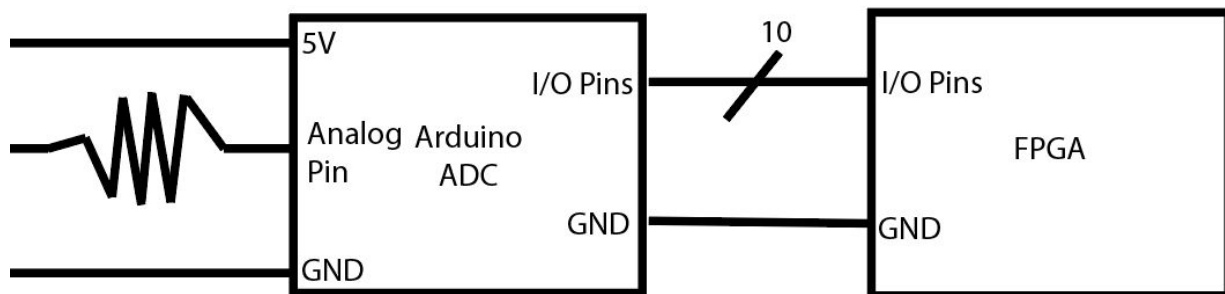 5V
Analog
Pin
GND
Arduino
ADC
I/O Pins
GND
10
I/O Pins
FPGA
GND